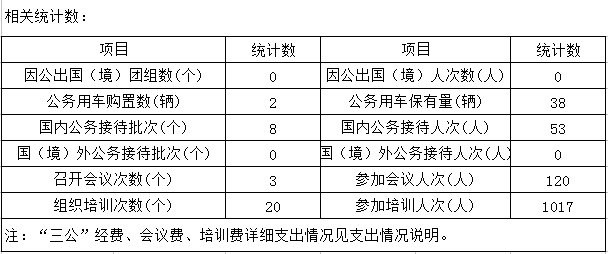 相关统计数：
项目 统计数 项目 统计数
因公出国（境）团组数(个) 0 因公出国（境）人次数(人) 0
公务用车购置数(辆) 2 公务用车保有量(辆) 38
国内公务接待批次(个) 8 国内公务接待人次(人) 53
国（境)外公务接待批次(个) 0 国（境)外公务接待人次(人) 0
召开会议次数(个) 3 参加会议人次(人) 120
组织培训次数(个) 20 参加培训人次(人) 1017
注：“三公”经费、会议费、培训费详细支出情况见支出情况说明。